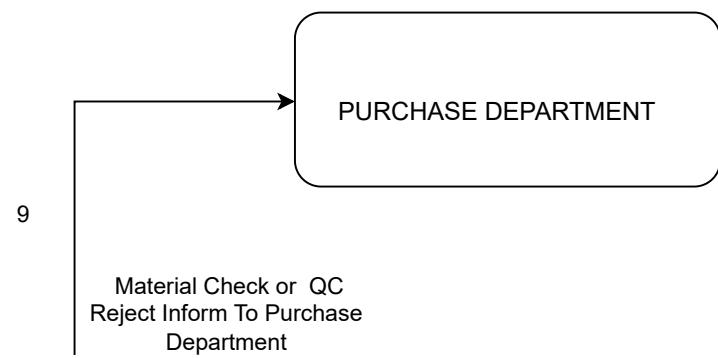 PURCHASE DEPARTMENT
9
Material Check or  QC
Reject Inform To Purchase
Department